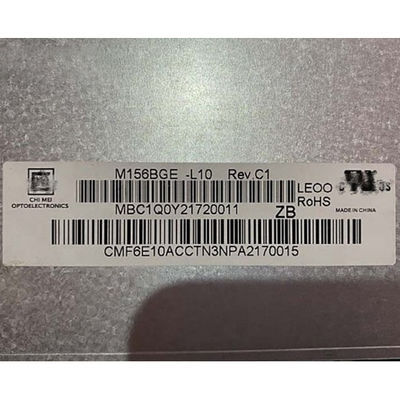 M156BGE -L10 Rev.C1
CHI MEI
OPTOELECTRONICS
LEOO
RoHS
MADE IN CHINA
MBC1Q0Y21720011 ZB
CMF6E10ACCTN3NPA2170015